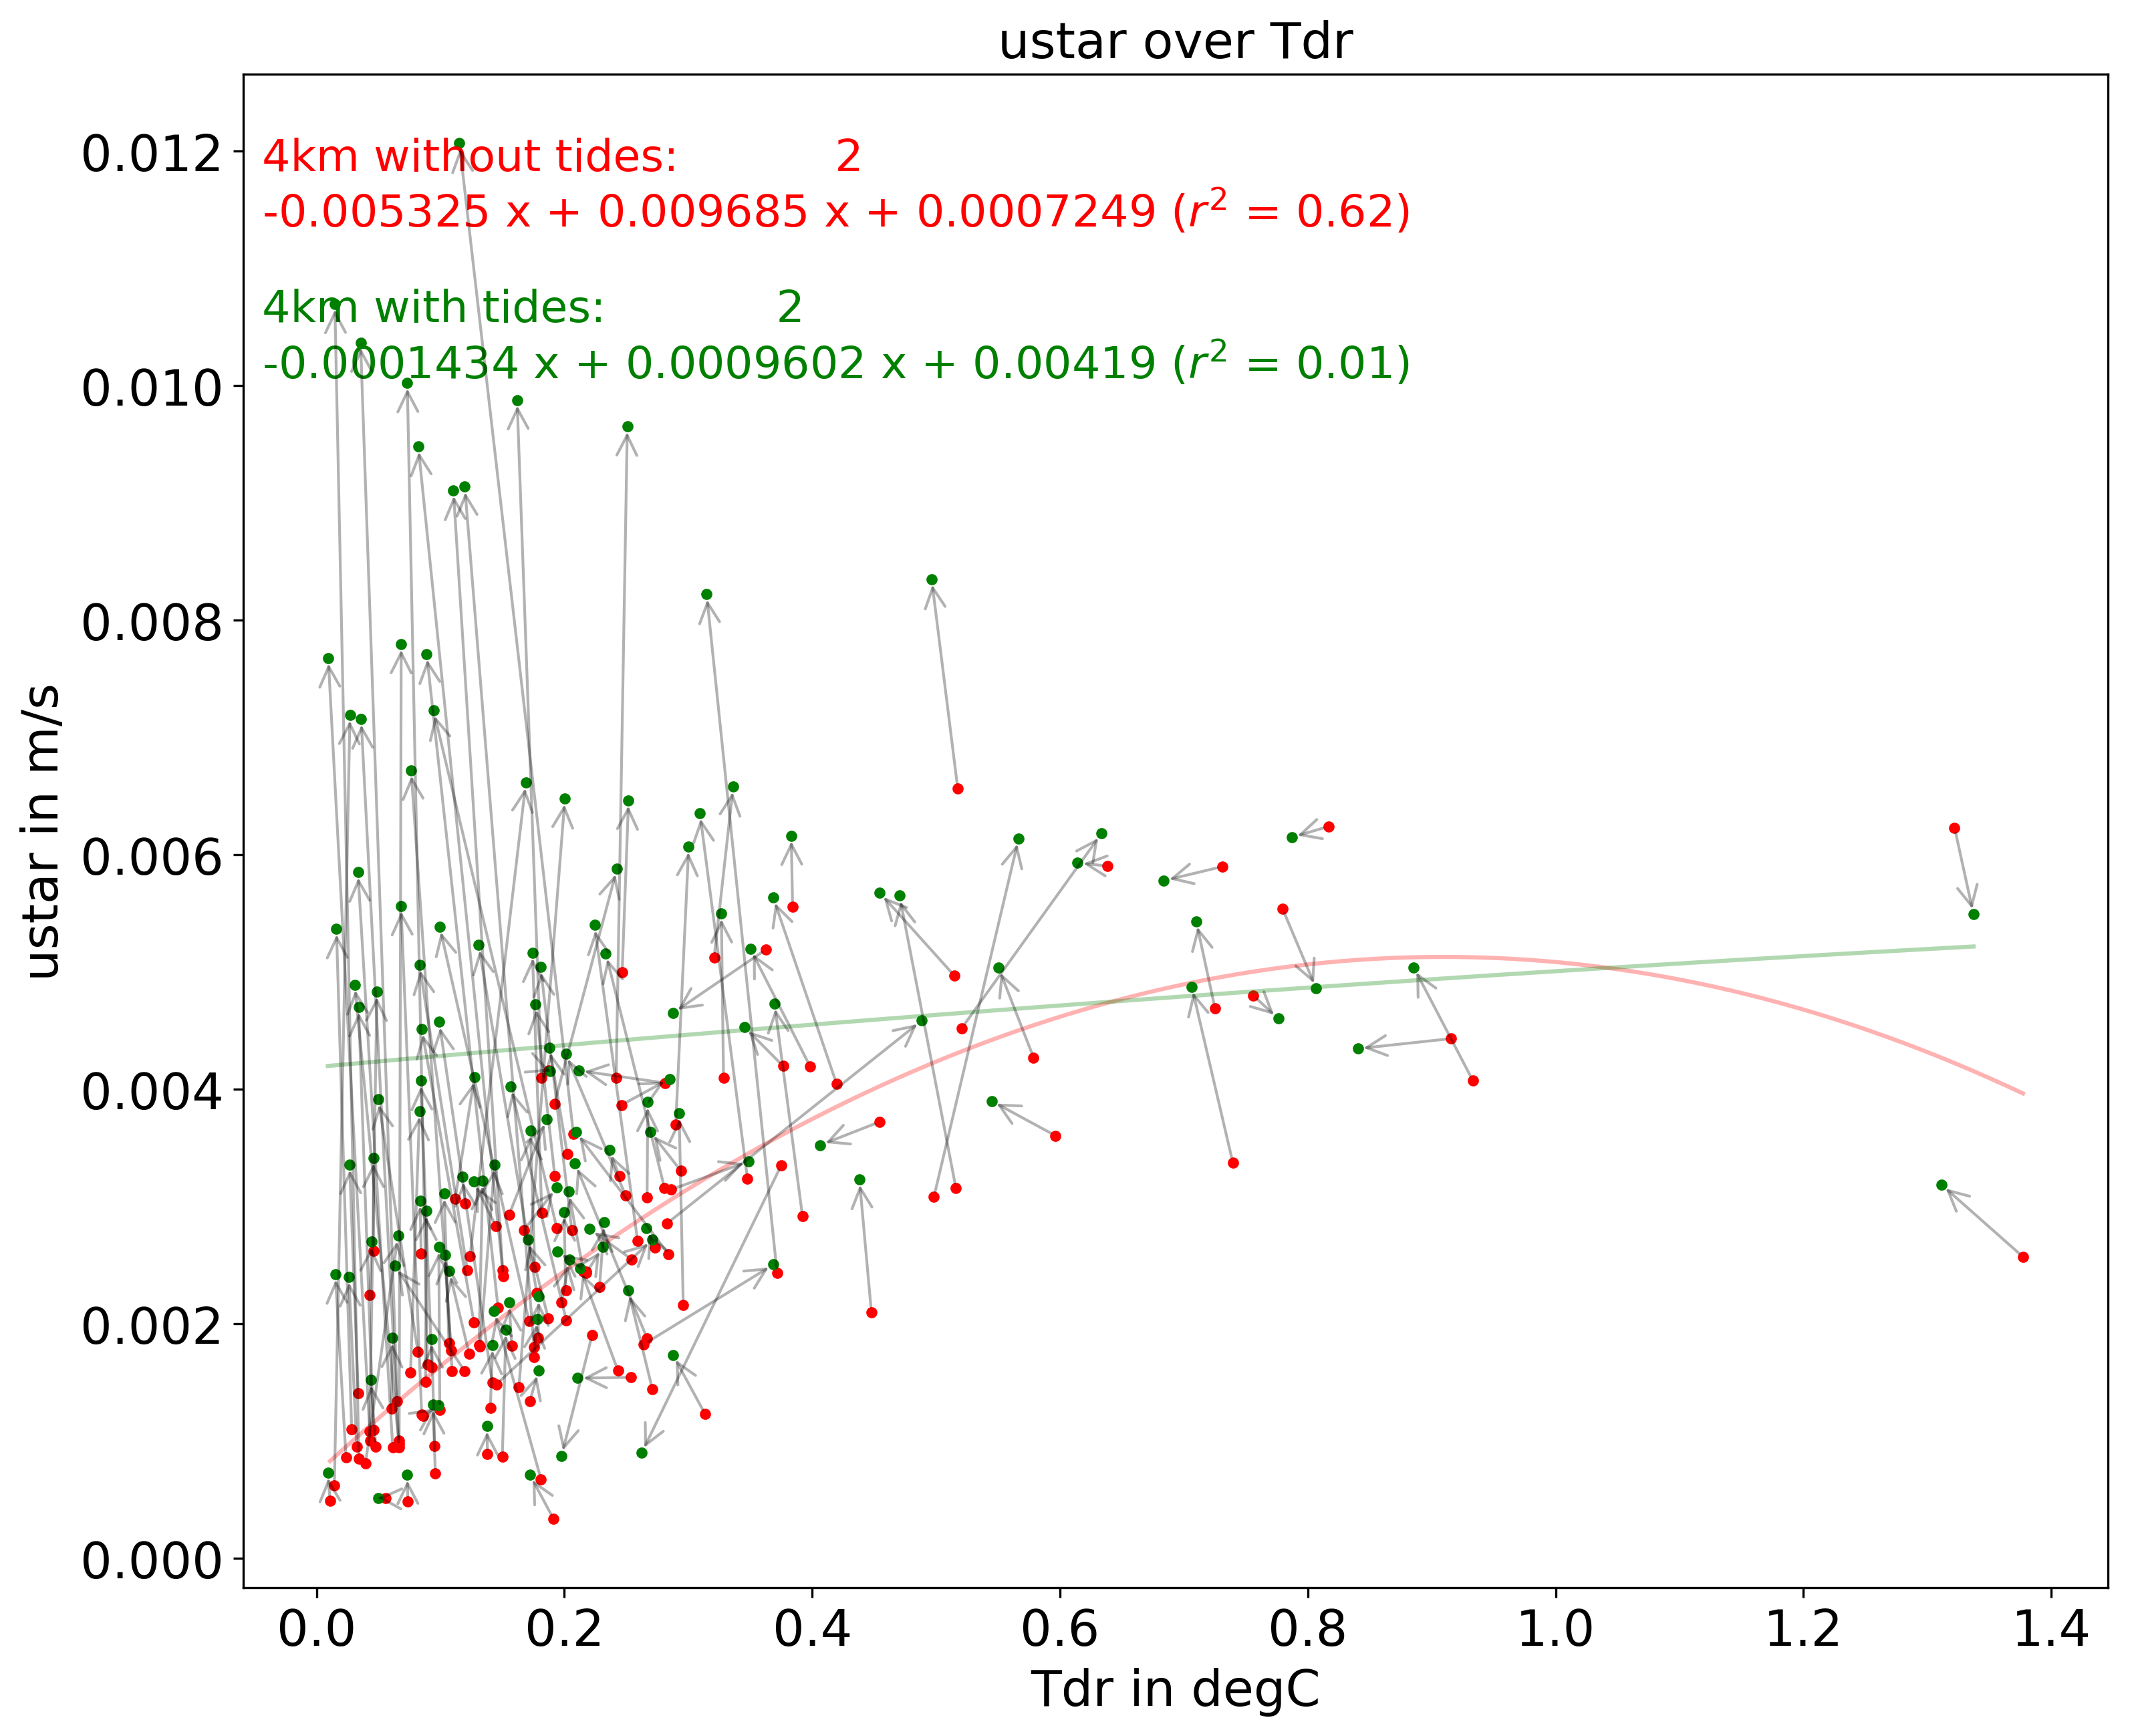 ustar over Tdr
4km without tides: 2
-0.005325 x + 0.009685 x + 0.0007249 (r² = 0.62)
4km with tides: 2
-0.0001434 x + 0.0009602 x + 0.00419 (r² = 0.01)
0.012
0.010
0.008
0.006
0.004
0.002
0.000
ustar in m/s
0.0 0.2 0.4 0.6 0.8 1.0 1.2 1.4
Tdr in degC